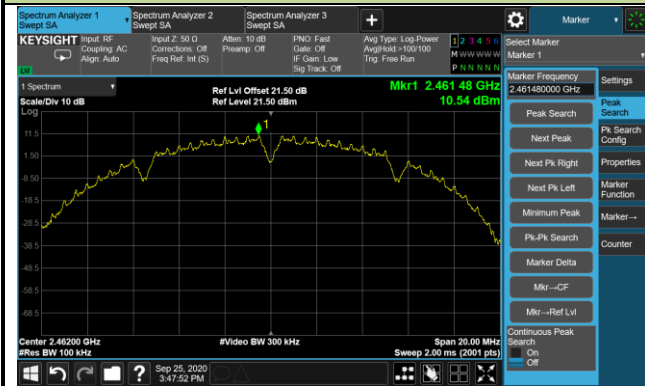 Spectrum Analyzer 1
Swept SA
Spectrum Analyzer 2
Swept SA
Spectrum Analyzer 3
Swept SA
+
Marker
KEYSIGHT
Input: RF
Coupling: AC
Align: Auto
Input Z: 50 Ω
Corrections: Off
Freq Ref: Int (S)
Atten: 10 dB
Preamp: Off
PNO: Fast
Gate: Off
IF Gain: Low
Sig Track: Off
Avg Type: Log-Power
Avg|Hold:>100/100
Trig: Free Run
1 2 3 4 5 6
M W W W W W
P N N N N N
Select Marker
Marker 1
LXI
1 Spectrum
Scale/Div 10 dB
Log
Ref Lvl Offset 21.50 dB
Ref Level 21.50 dBm
Mkr1 2.461 48 GHz
10.54 dBm
1
11.5
1.50
-8.50
-18.5
-28.5
-38.5
-48.5
-58.5
-68.5
Center 2.46200 GHz
#Res BW 100 kHz
#Video BW 300 kHz
Span 20.00 MHz
Sweep 2.00 ms (2001 pts)
Marker Frequency
2.461480000 GHz
Peak Search
Next Peak
Next Pk Right
Next Pk Left
Minimum Peak
Pk-Pk Search
Marker Delta
Mkr→CF
Mkr→Ref Lvl
Continuous Peak
Search
On
Off
Settings
Peak
Search
Pk Search
Config
Properties
Marker
Function
Marker→
Counter
?
Sep 25, 2020
3:47:52 PM